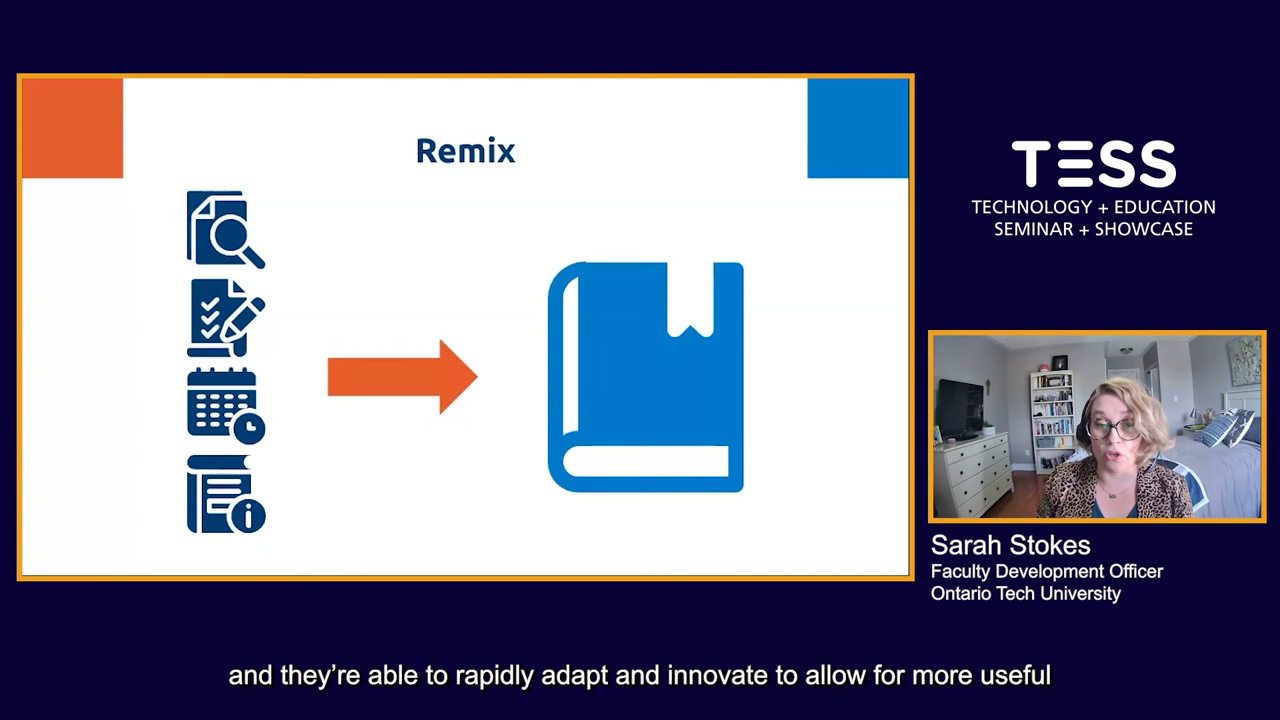 Remix
TESS
TECHNOLOGY + EDUCATION
SEMINAR + SHOWCASE
Sarah Stokes
Faculty Development Officer
Ontario Tech University
and they’re able to rapidly adapt and innovate to allow for more useful